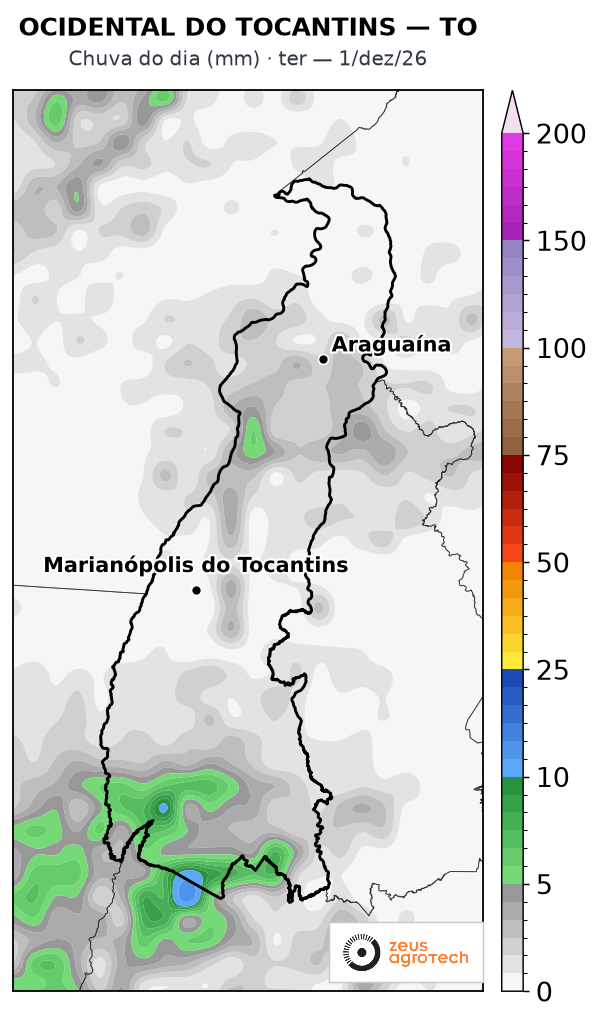 OCIDENTAL DO TOCANTINS — TO
Chuva do dia (mm) · ter — 1/dez/26
200
150
100
75
50
25
10
5
0
Araguaína
Marianópolis do Tocantins
zeus
agrotech